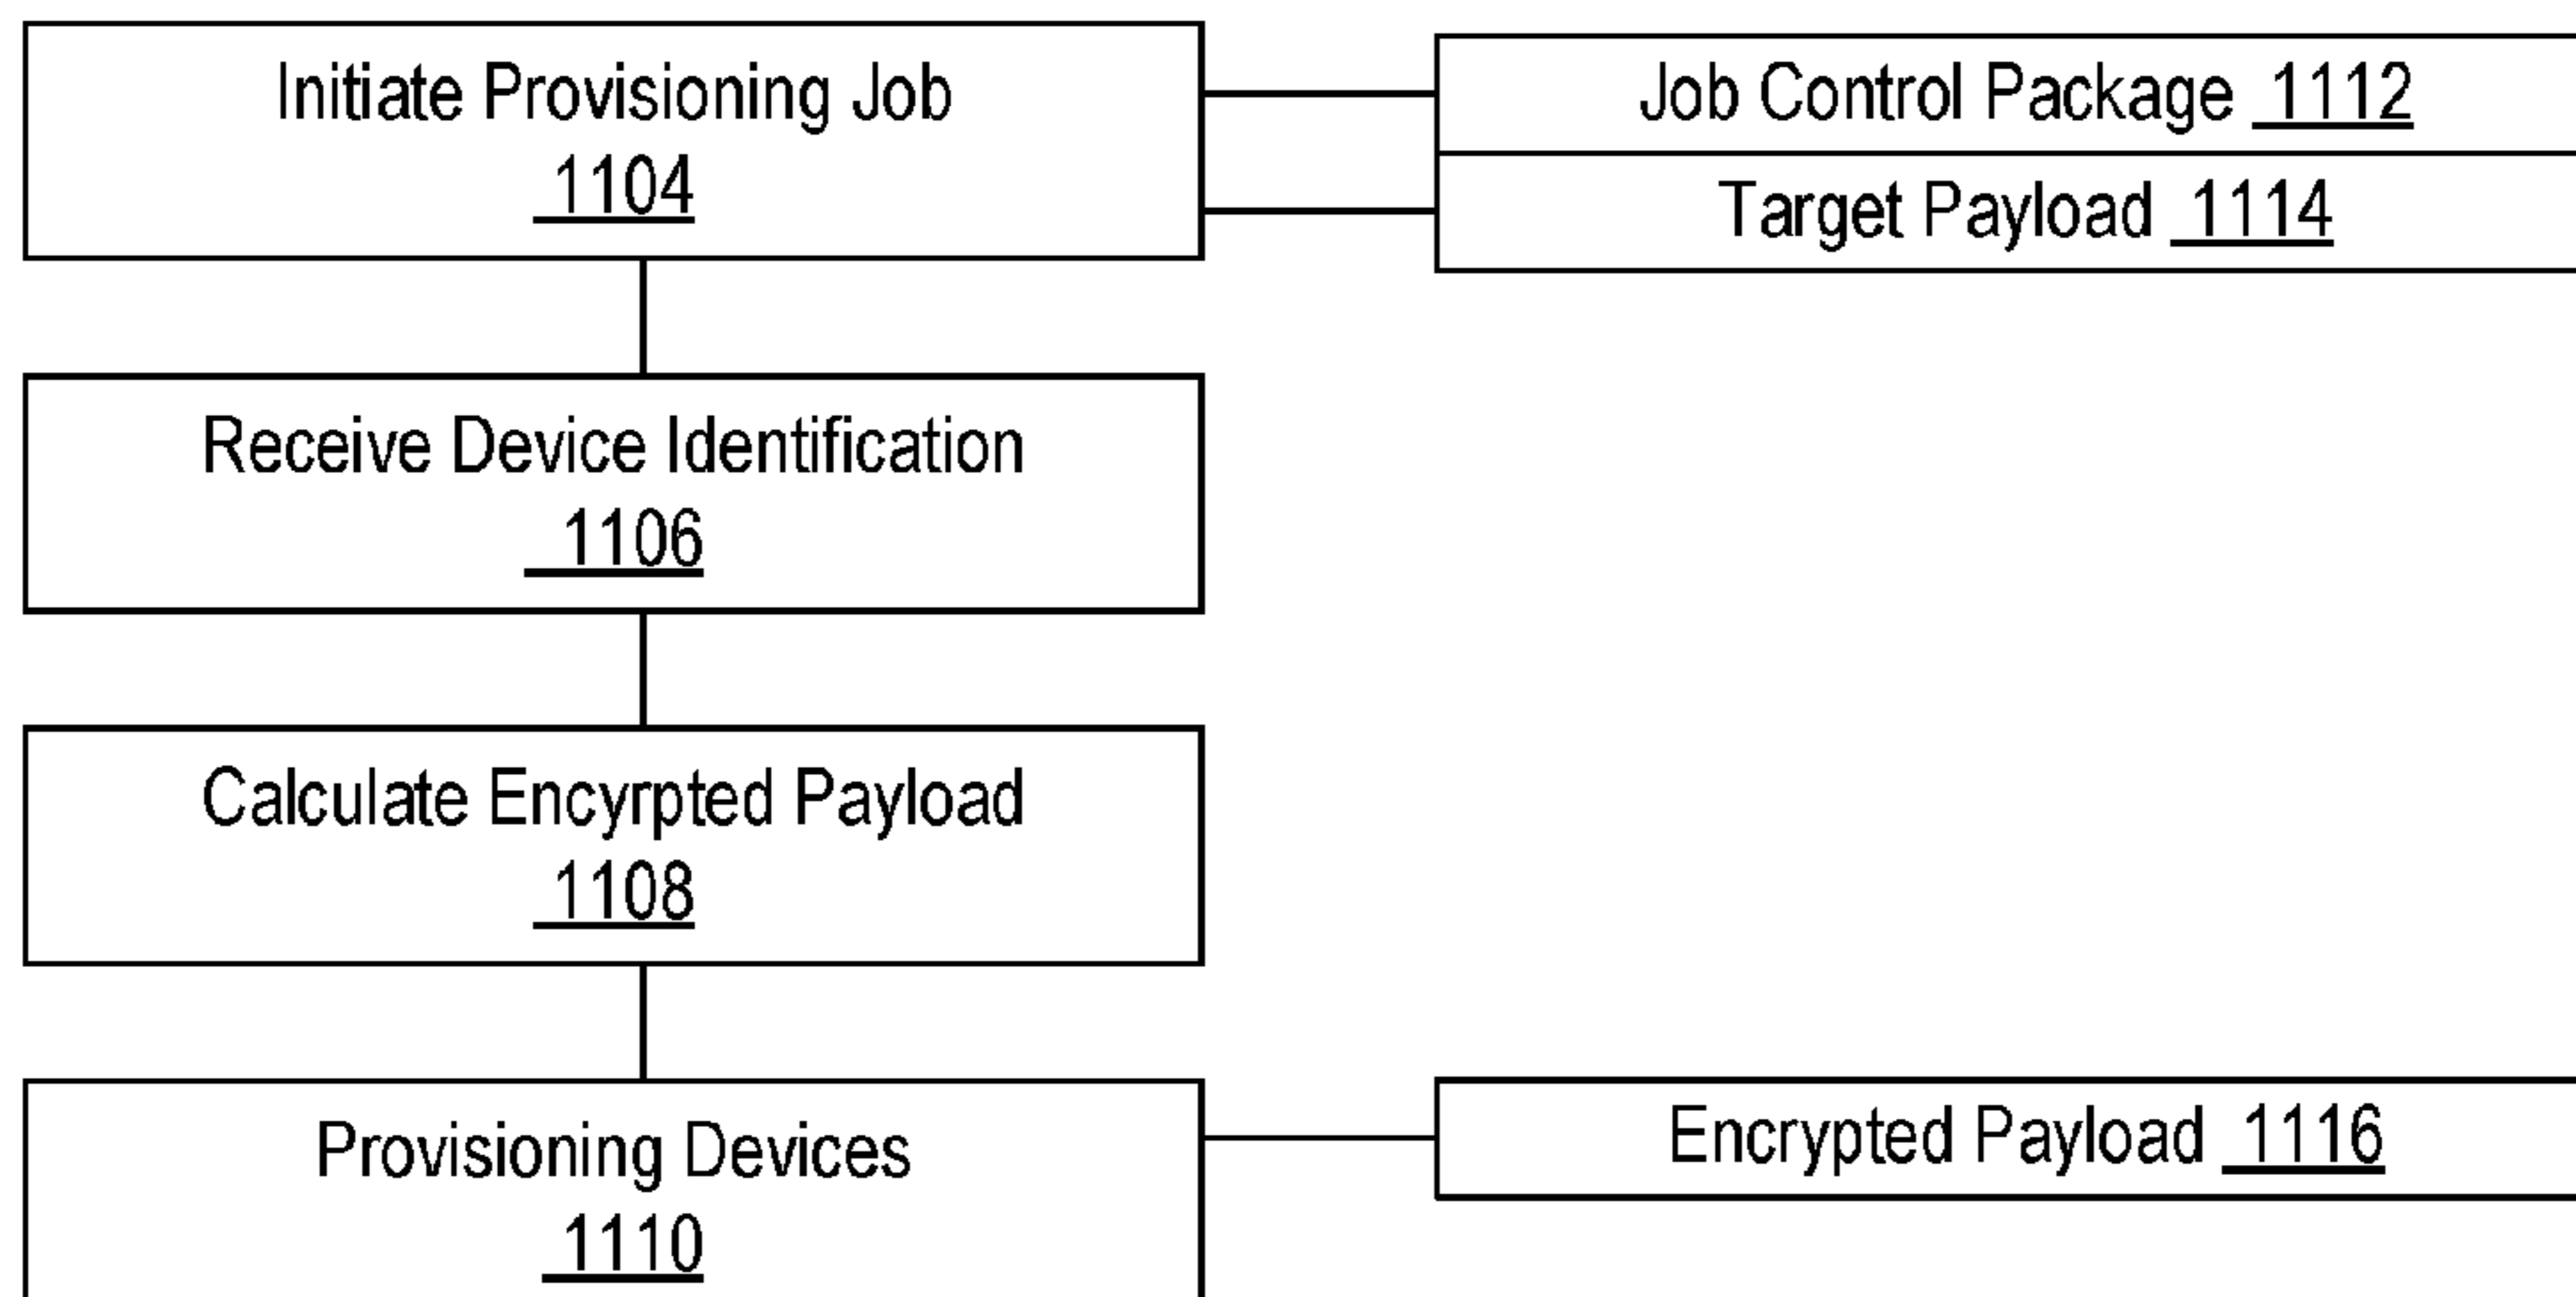 Initiate Provisioning Job
1104
Job Control Package 1112
Target Payload 1114
Receive Device Identification
1106
Calculate Encyrpted Payload
1108
Provisioning Devices
1110
Encrypted Payload 1116